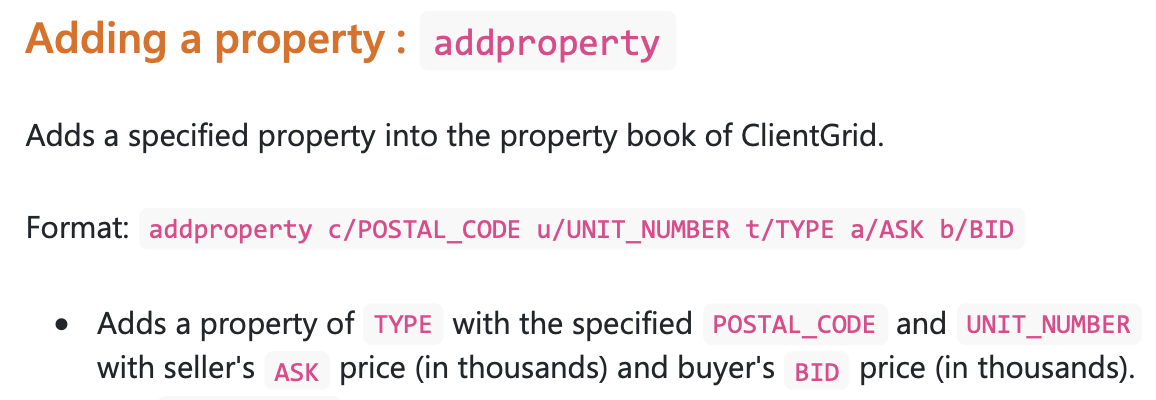 Adding a property : addproperty
Adds a specified property into the property book of ClientGrid.
Format: addproperty c/POSTAL_CODE u/UNIT_NUMBER t/TYPE a/ASK b/BID
• Adds a property of TYPE with the specified POSTAL_CODE and UNIT_NUMBER
with seller's ASK price (in thousands) and buyer's BID price (in thousands).